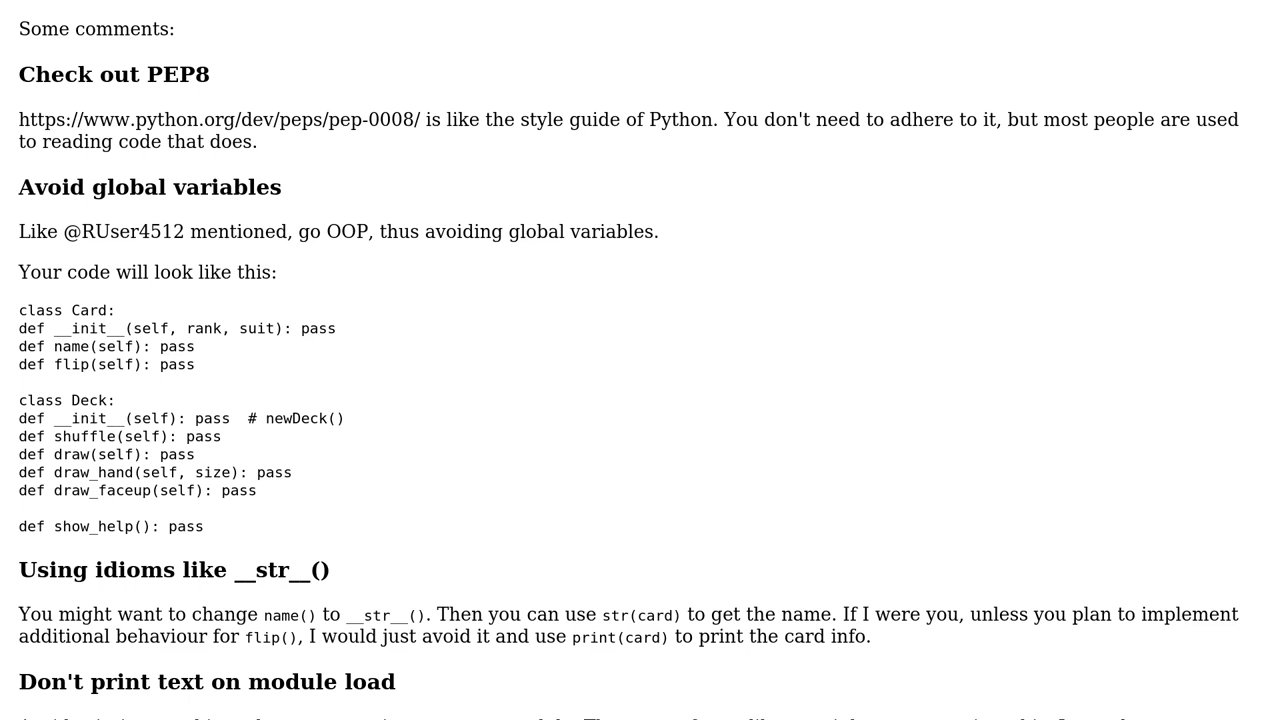 Some comments:
Check out PEP8
https://www.python.org/dev/peps/pep-0008/ is like the style guide of Python. You don't need to adhere to it, but most people are used
to reading code that does.
Avoid global variables
Like @RUser4512 mentioned, go OOP, thus avoiding global variables.
Your code will look like this:
class Card:
def __init__(self, rank, suit): pass
def name(self): pass
def flip(self): pass
class Deck:
def __init__(self): pass  # newDeck()
def shuffle(self): pass
def draw(self): pass
def draw_hand(self, size): pass
def draw_faceup(self): pass
def show_help(): pass
Using idioms like __str__()
You might want to change name() to __str__(). Then you can use str(card) to get the name. If I were you, unless you plan to implement
additional behaviour for flip(), I would just avoid it and use print(card) to print the card info.
Don't print text on module load